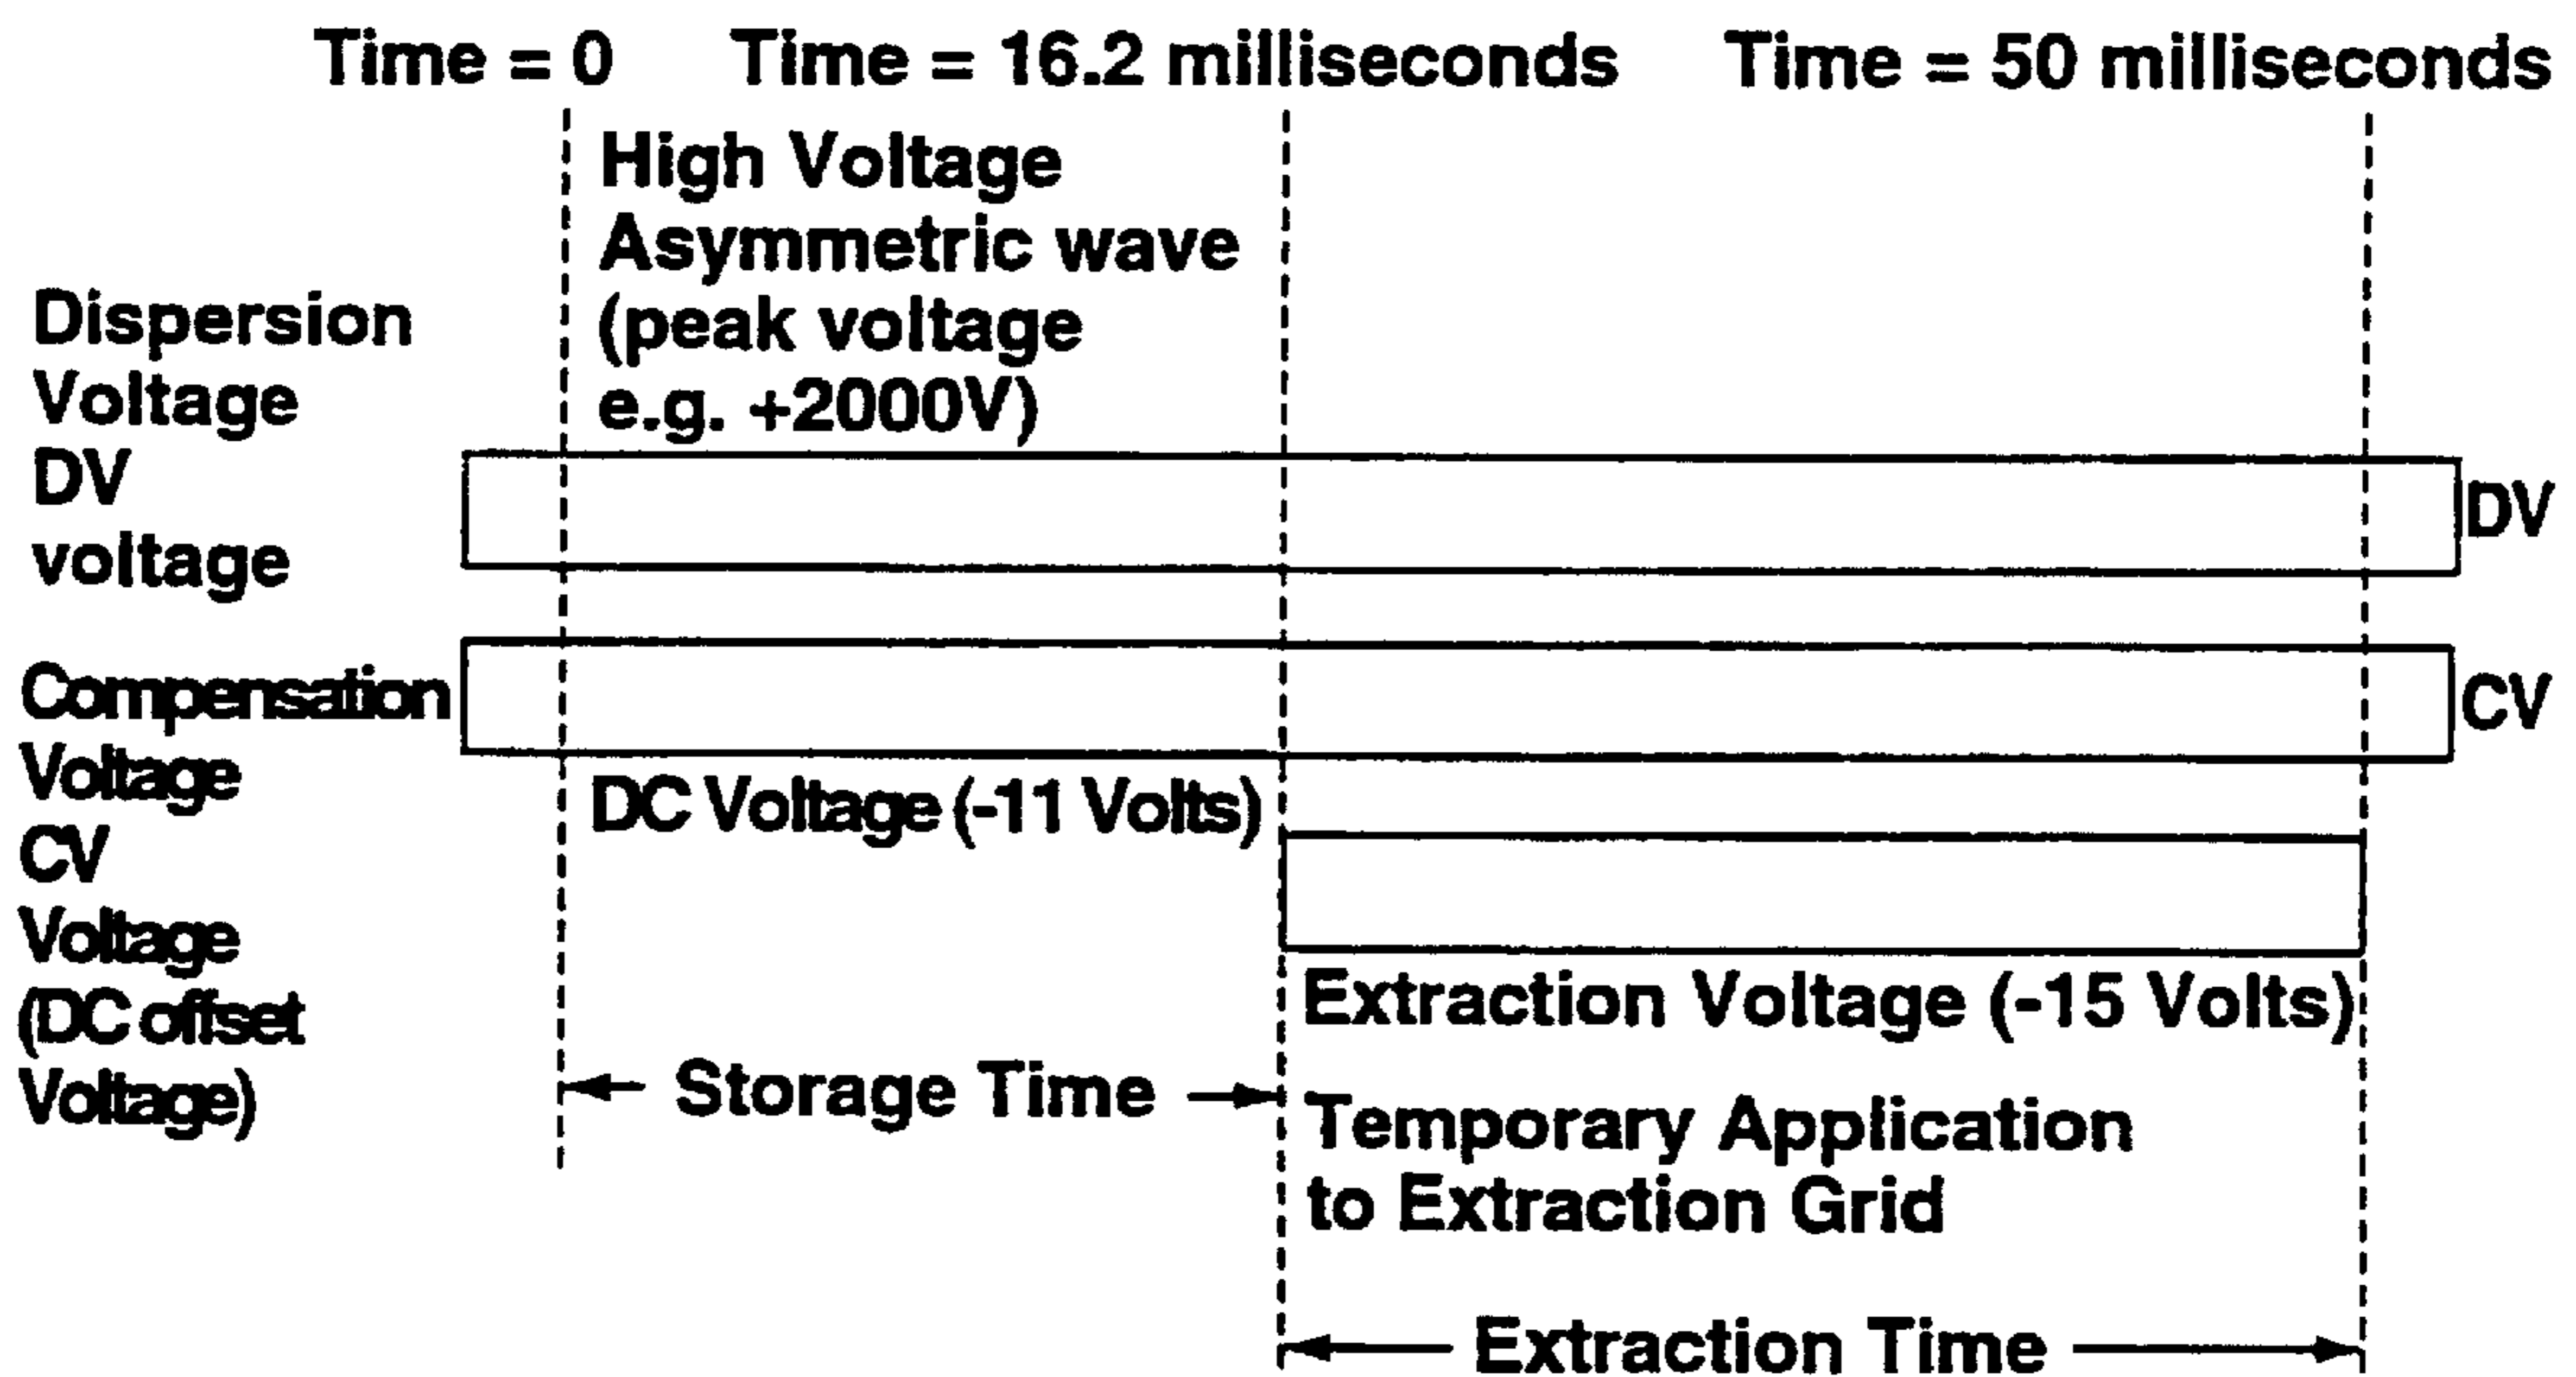 Time = 0
Time = 16.2 milliseconds
Time = 50 milliseconds
High Voltage
Asymmetric wave
(peak voltage
e.g. +2000V)
Dispersion
Voltage
DV
voltage
DV
Compensation
Voltage
CV
Voltage
(DC offset
Voltage)
CV
DC Voltage (-11 Volts)
Extraction Voltage (-15 Volts)
Storage Time
Temporary Application
to Extraction Grid
Extraction Time